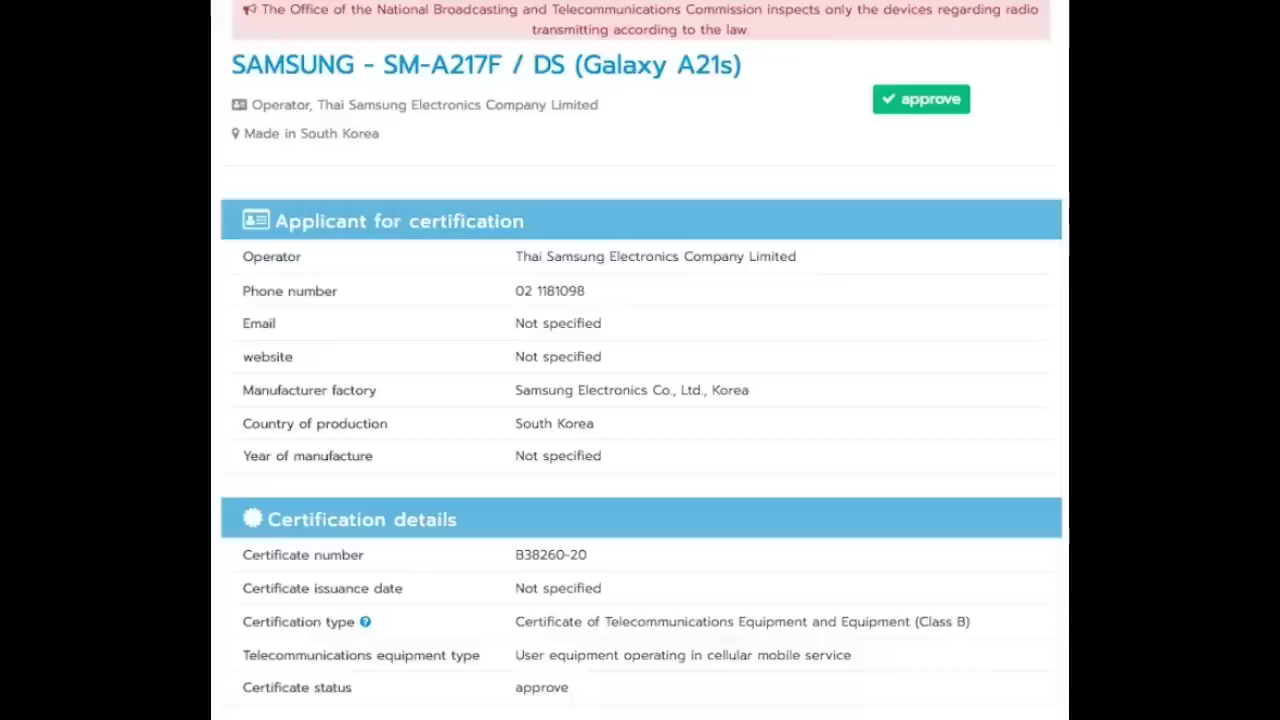 The Office of the National Broadcasting and Telecommunications Commission inspects only the devices regarding radio
transmitting according to the law
SAMSUNG - SM-A217F / DS (Galaxy A21s)
Operator, Thai Samsung Electronics Company Limited
approve
Made in South Korea
Applicant for certification
Operator Thai Samsung Electronics Company Limited
Phone number 02 1181098
Email Not specified
website Not specified
Manufacturer factory Samsung Electronics Co., Ltd., Korea
Country of production South Korea
Year of manufacture Not specified
Certification details
Certificate number B38260-20
Certificate issuance date Not specified
Certification type ? Certificate of Telecommunications Equipment and Equipment (Class B)
Telecommunications equipment type User equipment operating in cellular mobile service
Certificate status approve